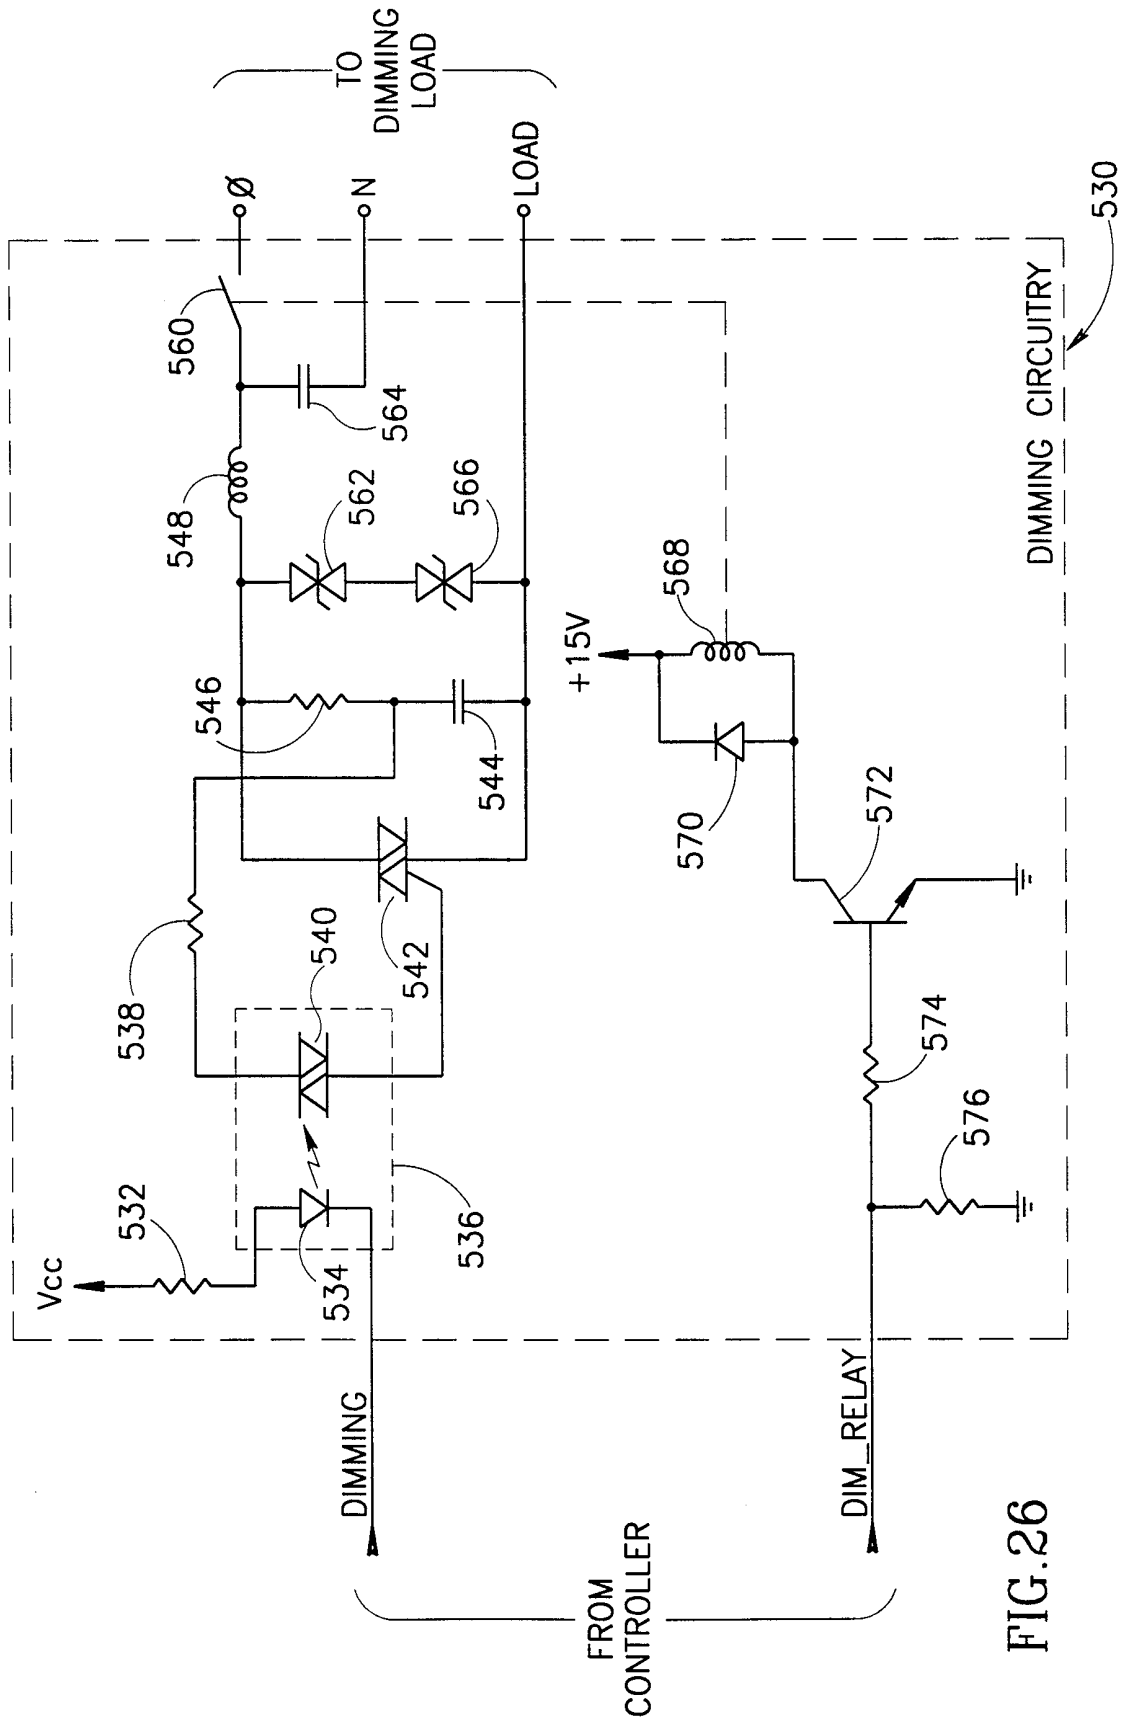 Vcc
532
534
536
538
540
542
544
546
548
560
562
564
566
Ø
N
LOAD
TO
DIMMING
LOAD
DIMMING
FROM
CONTROLLER
DIM_RELAY
+15V
568
570
572
574
576
DIMMING CIRCUITRY
530
FIG.26